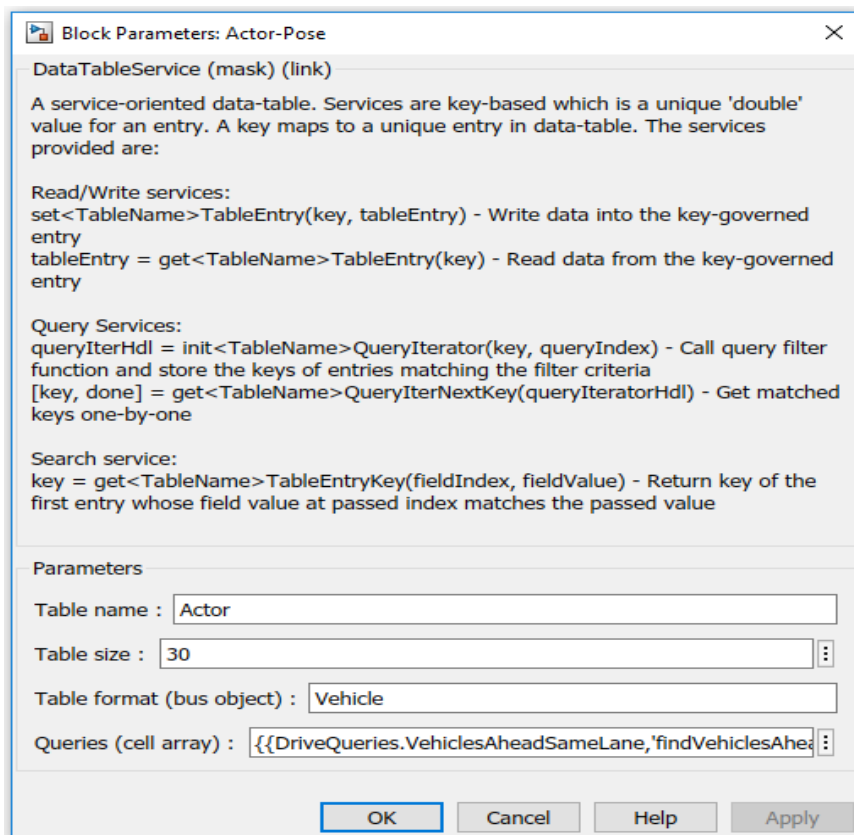 Block Parameters: Actor-Pose
DataTableService (mask) (link)
A service-oriented data-table. Services are key-based which is a unique 'double'
value for an entry. A key maps to a unique entry in data-table. The services
provided are:
Read/Write services:
set<TableName>TableEntry(key, tableEntry) - Write data into the key-governed
entry
tableEntry = get<TableName>TableEntry(key) - Read data from the key-governed
entry
Query Services:
queryIterHdl = init<TableName>QueryIterator(key, queryIndex) - Call query filter
function and store the keys of entries matching the filter criteria
[key, done] = get<TableName>QueryIterNextKey(queryIteratorHdl) - Get matched
keys one-by-one
Search service:
key = get<TableName>TableEntryKey(fieldIndex, fieldValue) - Return key of the
first entry whose field value at passed index matches the passed value
Parameters
Table name : Actor
Table size : 30
Table format (bus object) : Vehicle
Queries (cell array) : {{DriveQueries.VehiclesAheadSameLane,'findVehiclesAhea
OK Cancel Help Apply